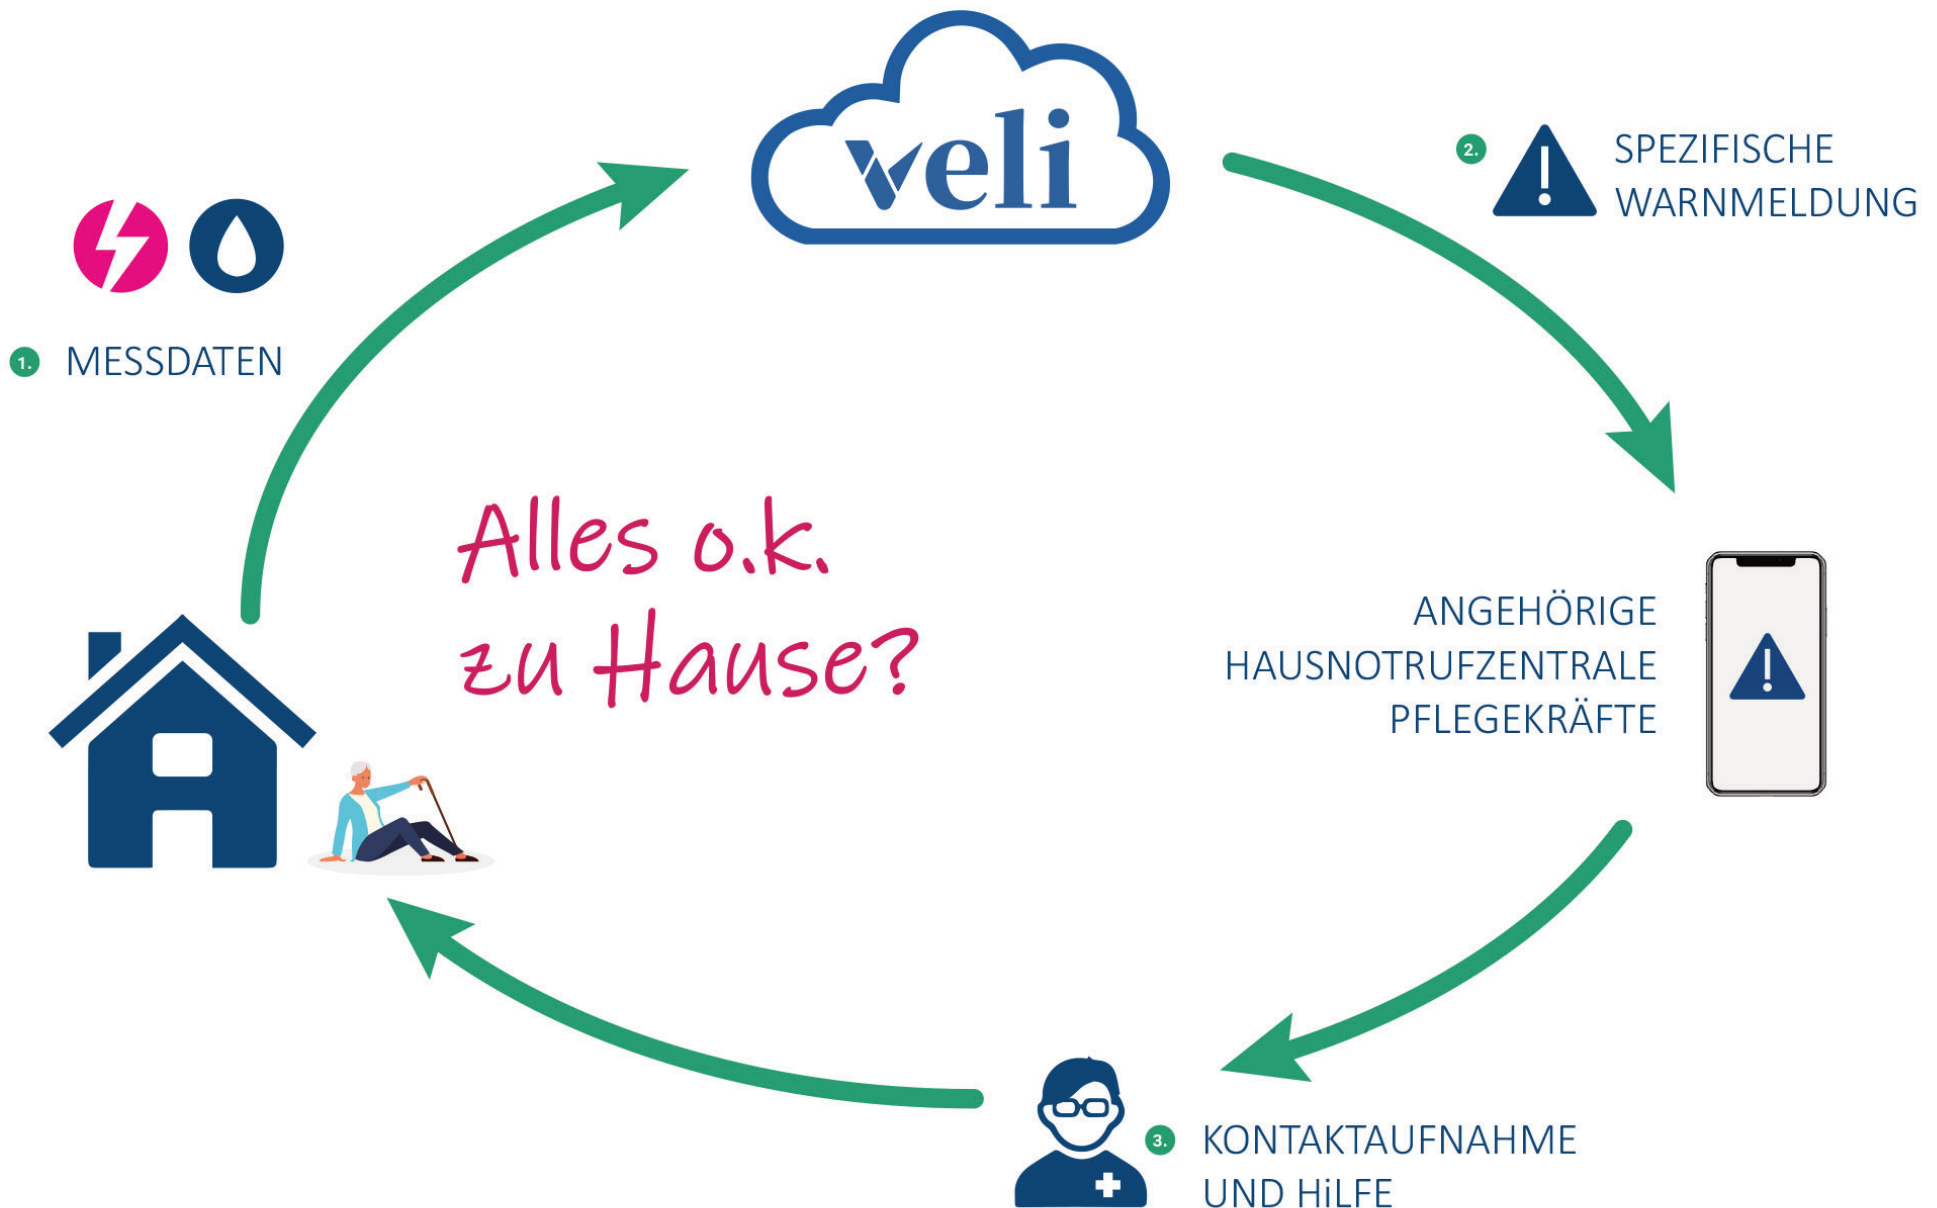 veli
1. MESSDATEN
2. SPEZIFISCHE
WARNMELDUNG
Alles o.k.
zu Hause?
ANGEHÖRIGE
HAUSNOTRUFZENTRALE
PFLEGEKRÄFTE
3. KONTAKTAUFNAHME
UND HiLFE